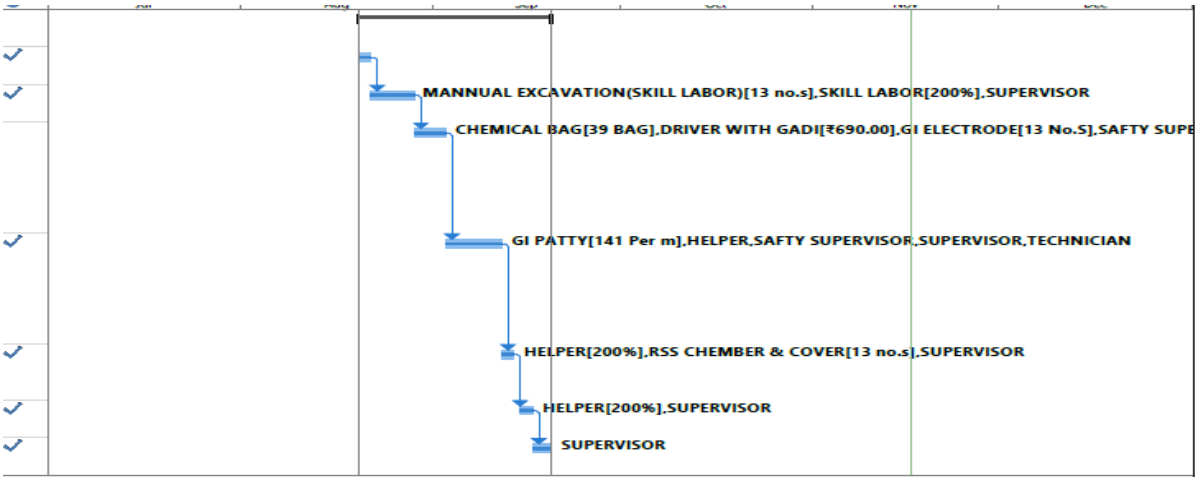 Jul Aug Sep Oct Nov Dec
MANNUAL EXCAVATION(SKILL LABOR)[13 no.s],SKILL LABOR[200%],SUPERVISOR
CHEMICAL BAG[39 BAG],DRIVER WITH GADI[₹690.00],GI ELECTRODE[13 No.S],SAFTY SUPE
GI PATTY[141 Per m],HELPER,SAFTY SUPERVISOR,SUPERVISOR,TECHNICIAN
HELPER[200%],RSS CHEMBER & COVER[13 no.s],SUPERVISOR
HELPER[200%],SUPERVISOR
SUPERVISOR